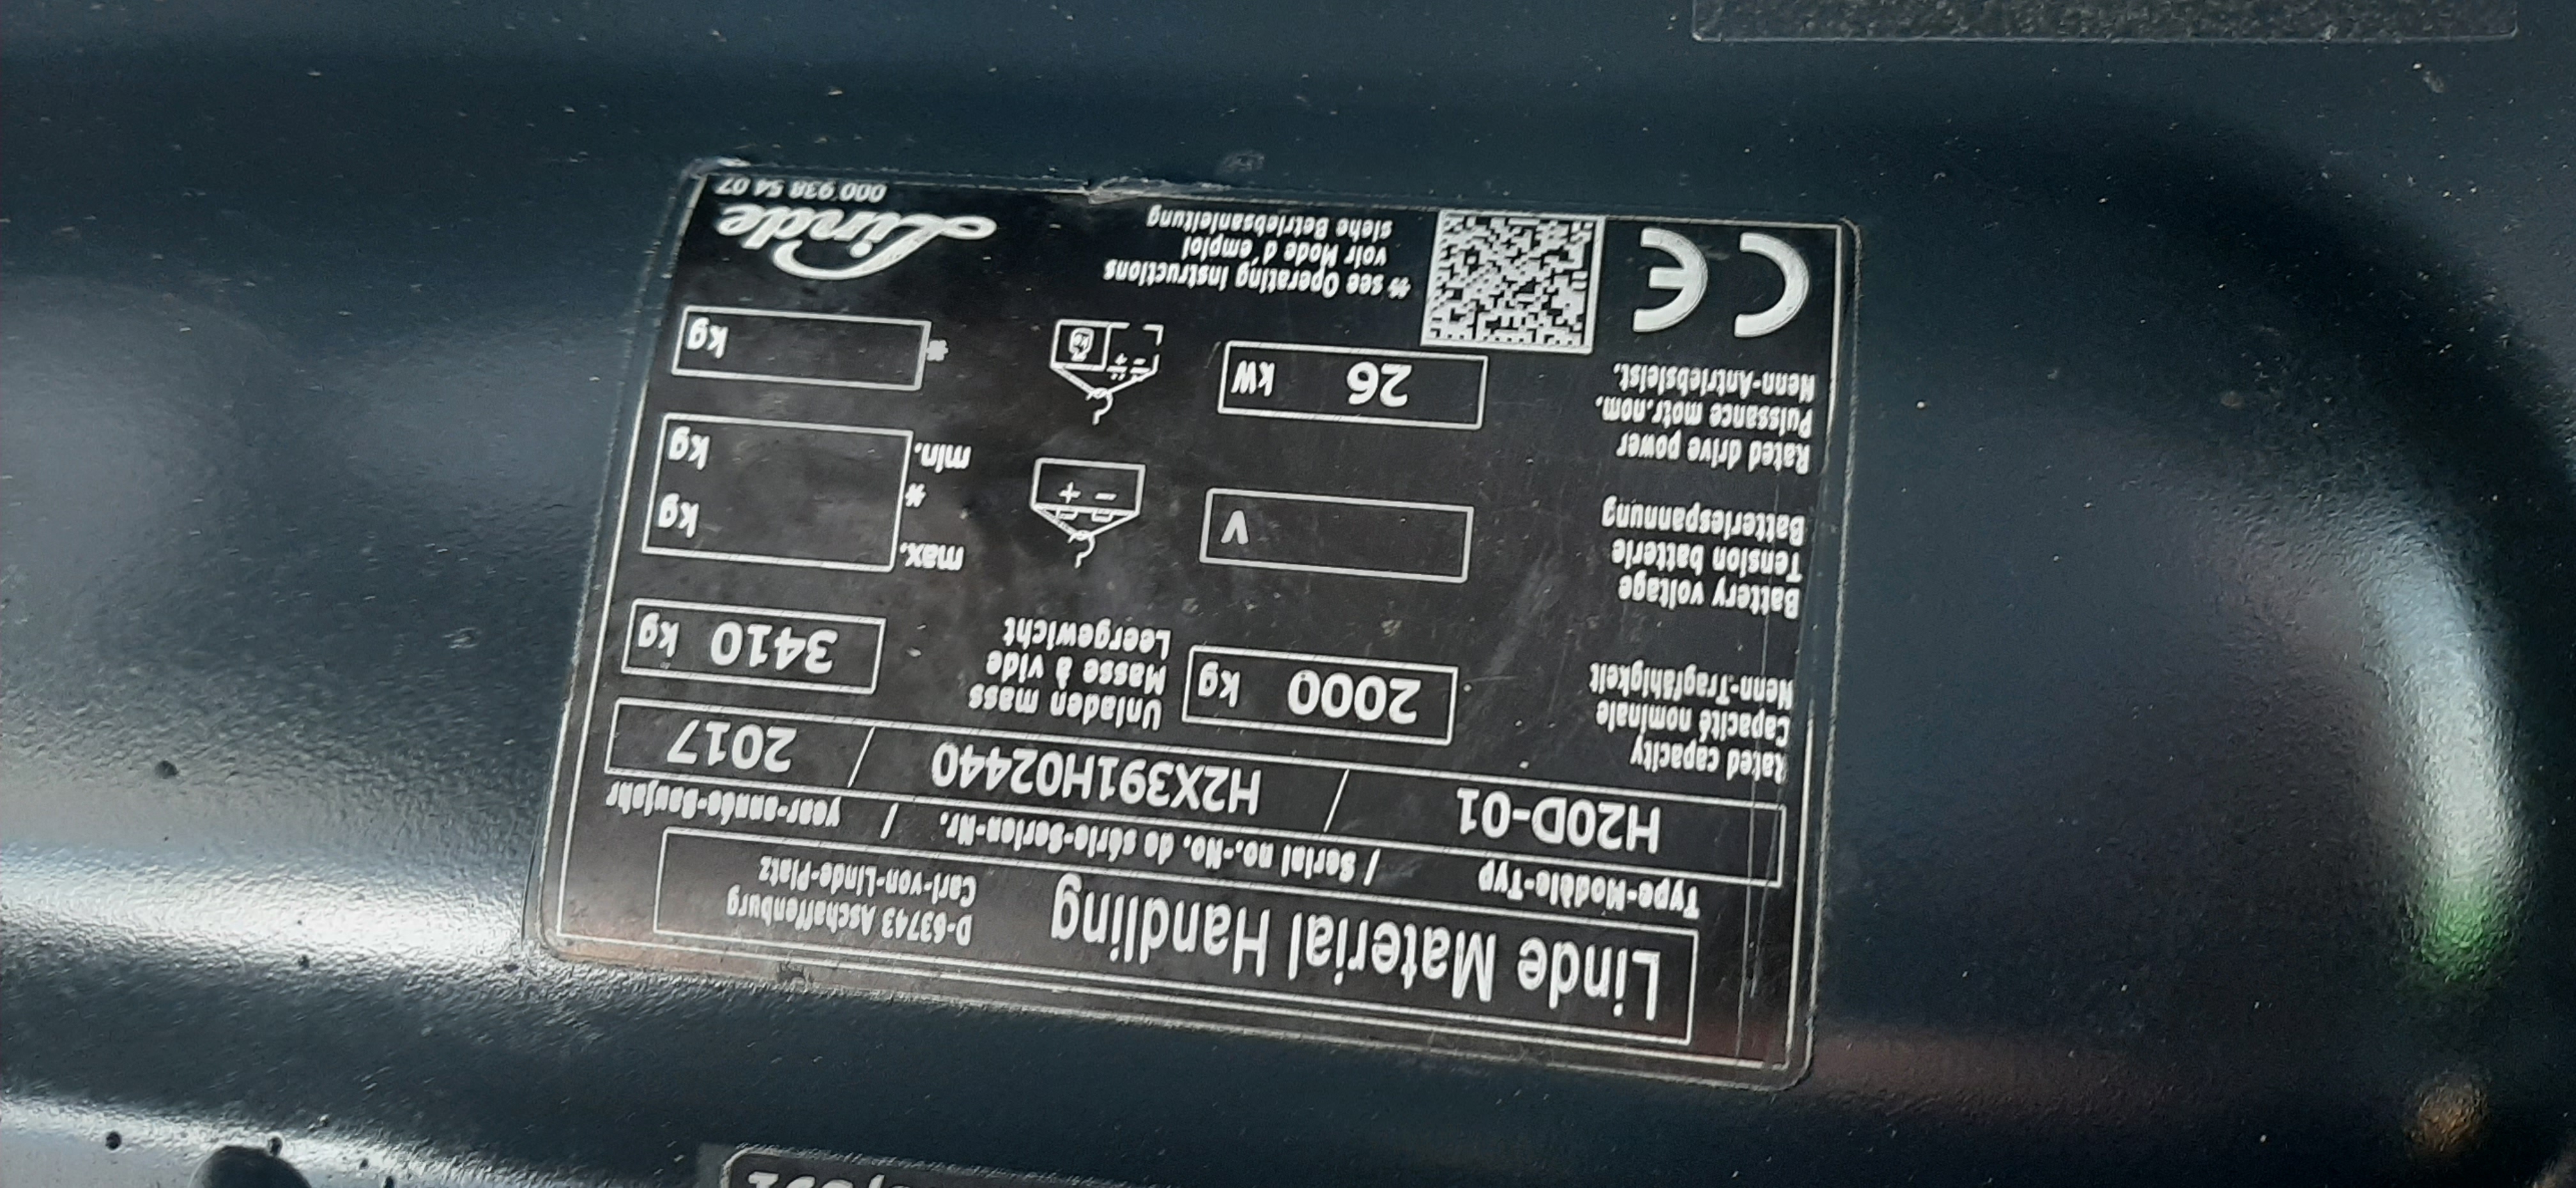 Linde Material Handling
D-63743 Aschaffenburg
Carl-von-Linde-Platz
Type-Modèle-Typ / Serial no.-No. de série-Serien-Nr. / year-année-Baujahr
H20D-01 / H2X391H02440 / 2017
Rated capacity
Capacité nominale
Nenn-Tragfähigkeit
2000 kg
Unladen mass
Masse à vide
Leergewicht
3410 kg
Battery voltage
Tension batterie
Batteriespannung
V
- +
max.
*
min.
kg
kg
Rated drive power
Puissance motr.nom.
Nenn-Antriebsleist.
26 kW
kg
* kg
CE
* see Operating Instructions
voir Mode d'emploi
siehe Betriebsanleitung
Linde
000 938 54 07